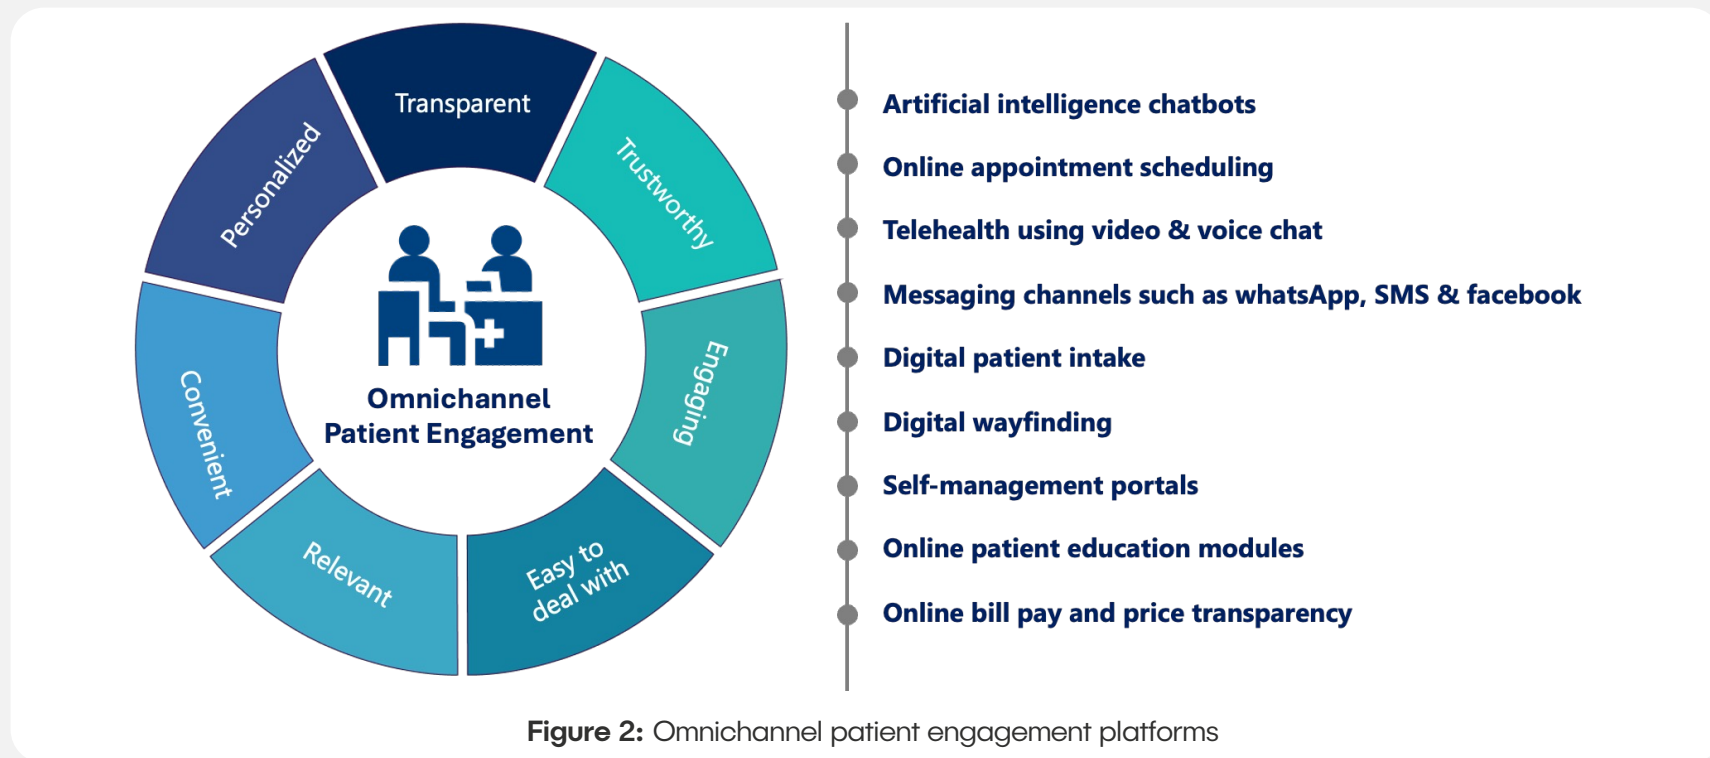 Transparent
Trustworthy
Engaging
Easy to
deal with
Relevant
Convenient
Personalized
Omnichannel
Patient Engagement
Artificial intelligence chatbots
Online appointment scheduling
Telehealth using video & voice chat
Messaging channels such as whatsApp, SMS & facebook
Digital patient intake
Digital wayfinding
Self-management portals
Online patient education modules
Online bill pay and price transparency
Figure 2: Omnichannel patient engagement platforms